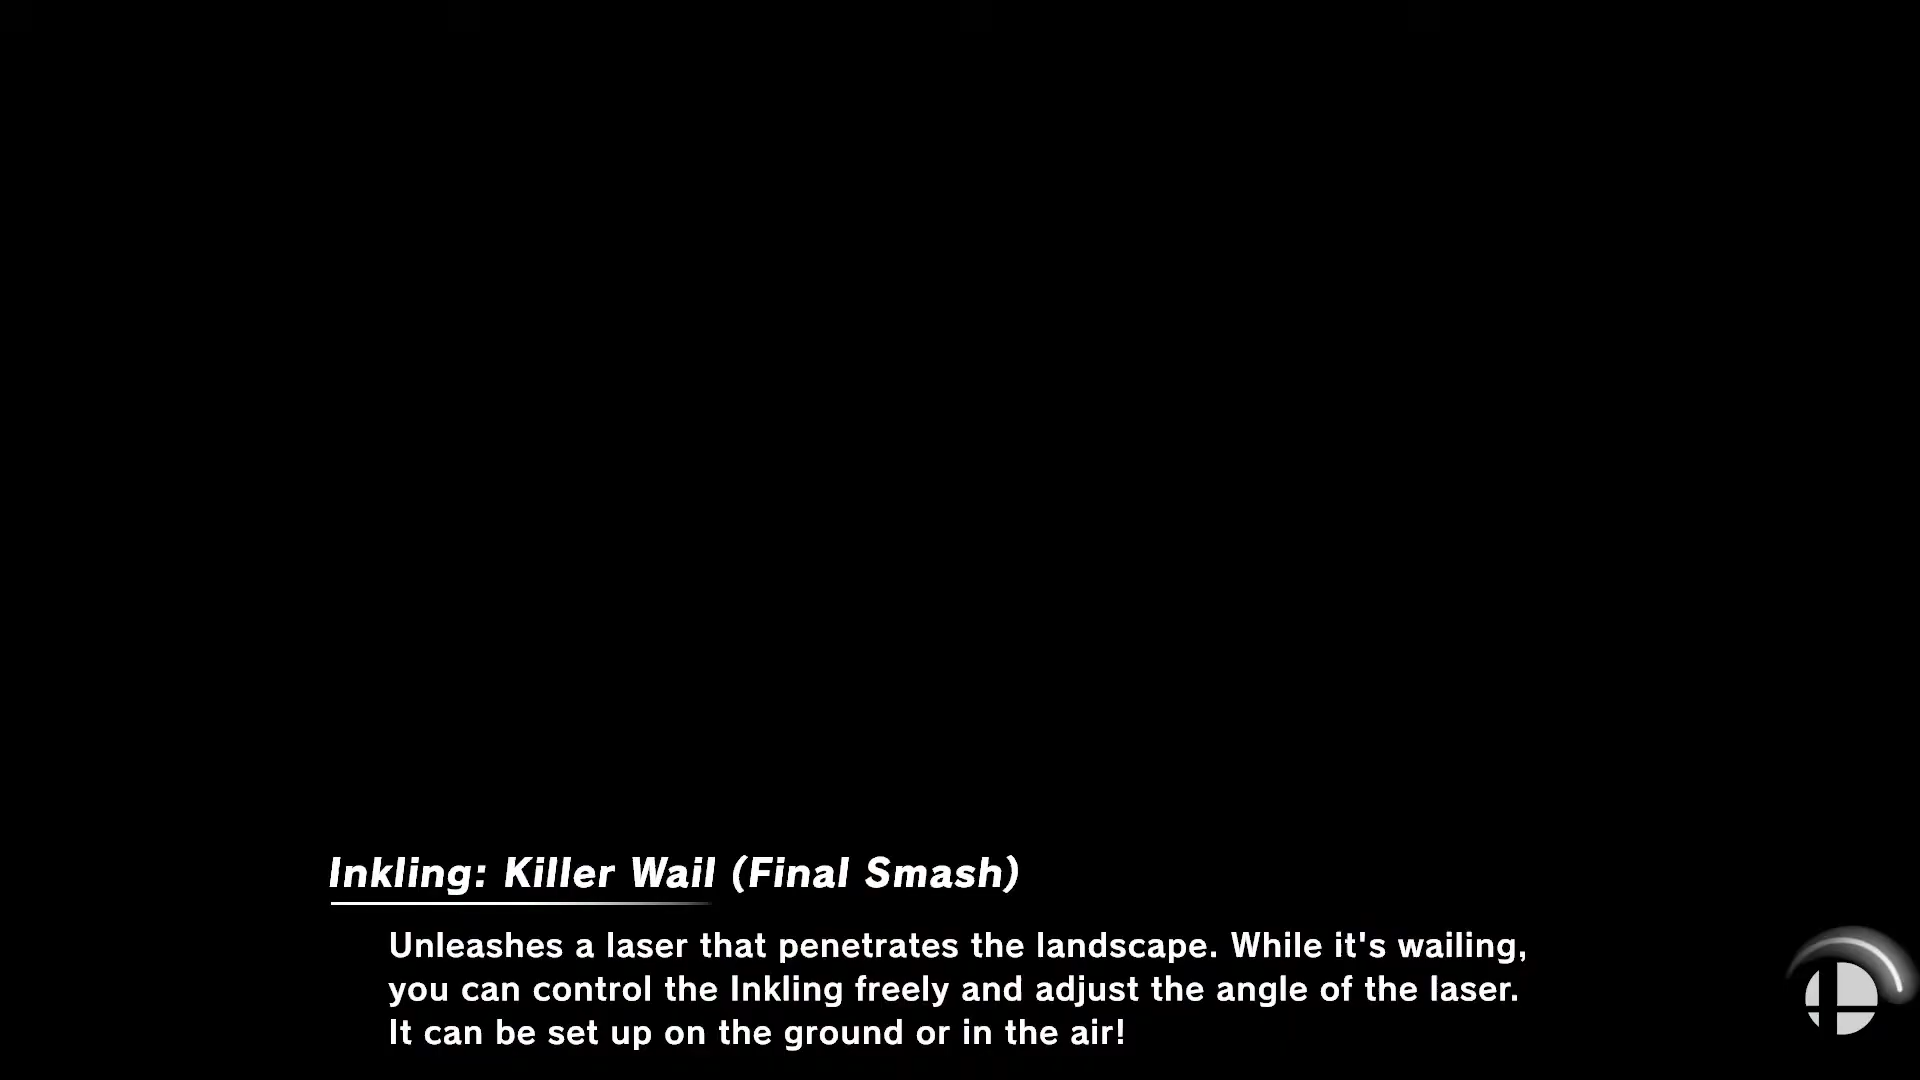 Inkling: Killer Wail (Final Smash)
Unleashes a laser that penetrates the landscape. While it's wailing,
you can control the Inkling freely and adjust the angle of the laser.
It can be set up on the ground or in the air!